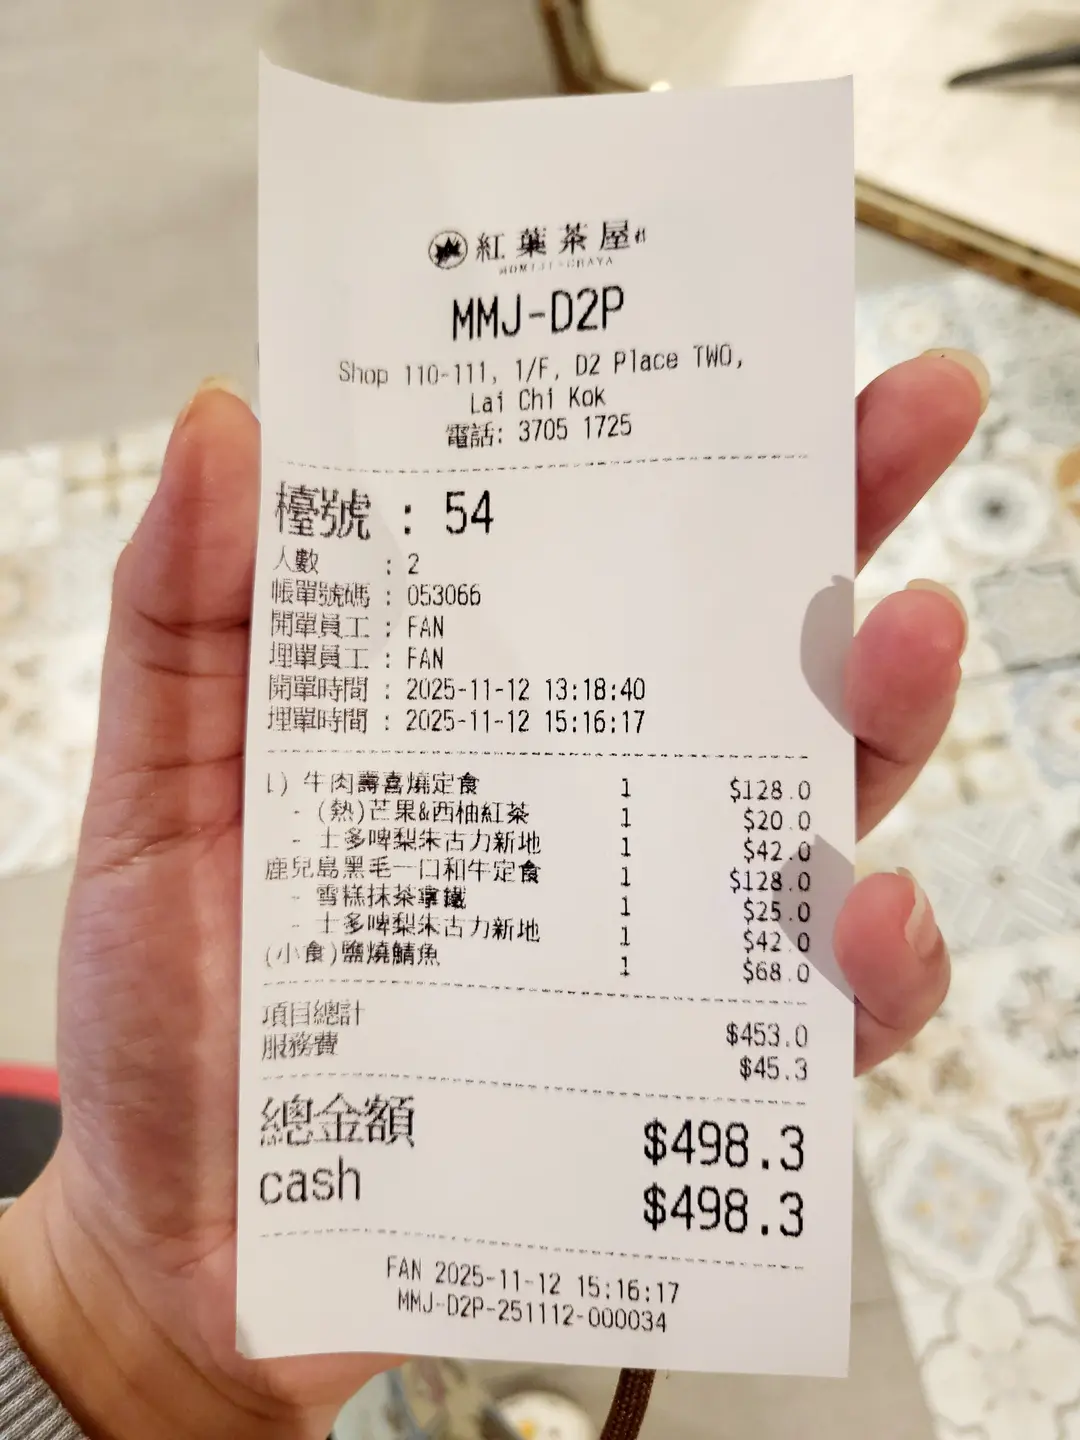 紅葉茶屋
MOMIJI CHAYA
MMJ-D2P
Shop 110-111, 1/F, D2 Place TWO,
Lai Chi Kok
電話: 3705 1725
檯號 : 54
人數 : 2
帳單號碼 : 053066
開單員工 : FAN
埋單員工 : FAN
開單時間 : 2025-11-12 13:18:40
埋單時間 : 2025-11-12 15:16:17
L) 牛肉壽喜燒定食 1 $128.0
- (熱)芒果&西柚紅茶 1 $20.0
- 士多啤梨朱古力新地 1 $42.0
鹿兒島黑毛一口和牛定食 1 $128.0
- 雪糕抹茶拿鐵 1 $25.0
- 士多啤梨朱古力新地 1 $42.0
(小食)鹽燒鯖魚 1 $68.0
項目總計 $453.0
服務費 $45.3
總金額 $498.3
cash $498.3
FAN 2025-11-12 15:16:17
MMJ-D2P-251112-000034